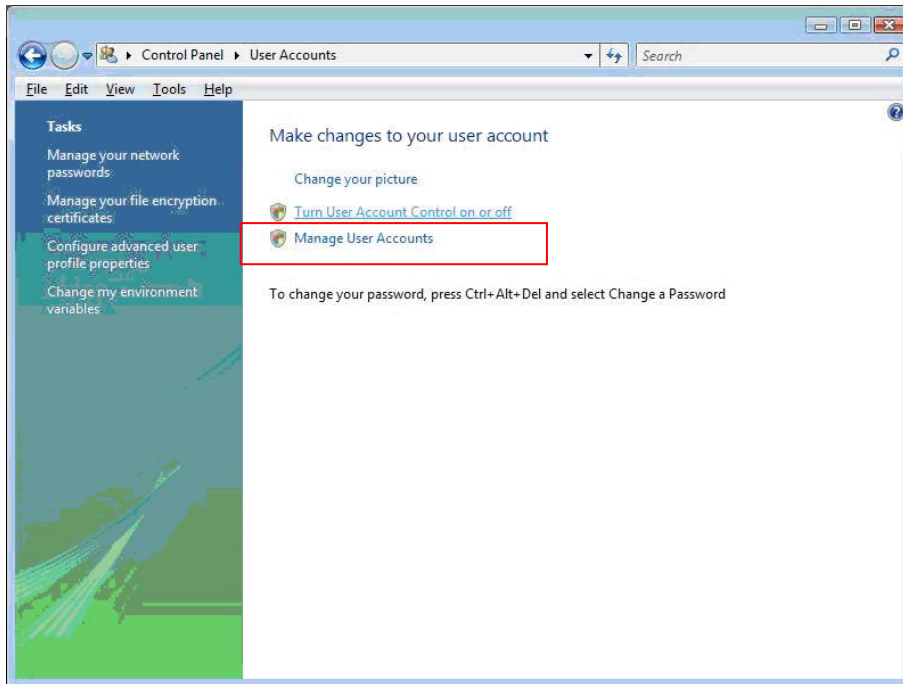 Control Panel User Accounts
Search
File Edit View Tools Help
Tasks
Manage your network
passwords
Manage your file encryption
certificates
Configure advanced user
profile properties
Change my environment
variables
Make changes to your user account
Change your picture
Turn User Account Control on or off
Manage User Accounts
To change your password, press Ctrl+Alt+Del and select Change a Password